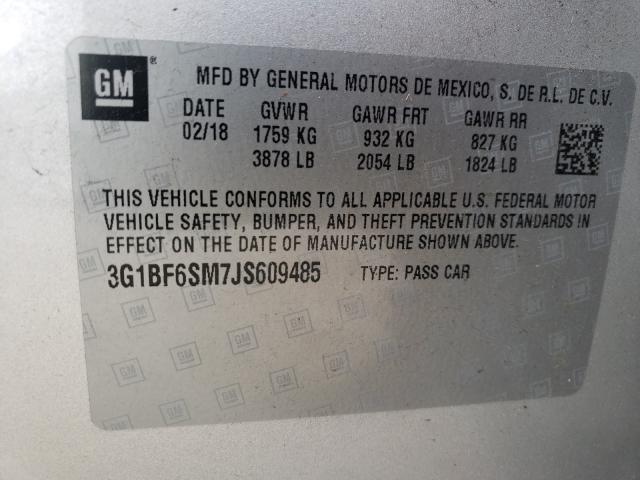 GM
MFD BY GENERAL MOTORS DE MEXICO, S. DE R.L. DE C.V.
DATE GVWR GAWR FRT GAWR RR
02/18 1759 KG 932 KG 827 KG
3878 LB 2054 LB 1824 LB
THIS VEHICLE CONFORMS TO ALL APPLICABLE U.S. FEDERAL MOTOR
VEHICLE SAFETY, BUMPER, AND THEFT PREVENTION STANDARDS IN
EFFECT ON THE DATE OF MANUFACTURE SHOWN ABOVE.
3G1BF6SM7JS609485 TYPE: PASS CAR